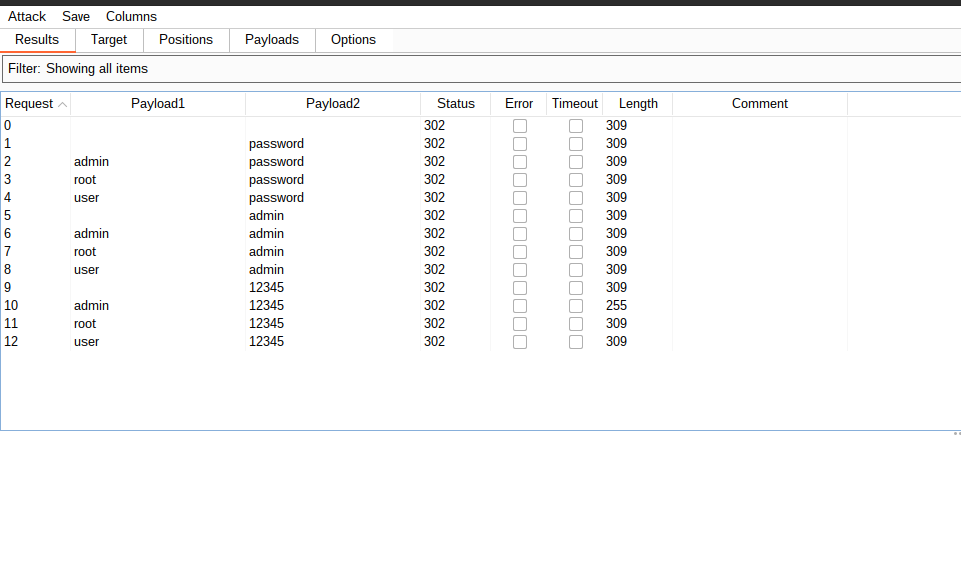 Attack Save Columns
Results Target Positions Payloads Options
Filter: Showing all items
Request Payload1 Payload2 Status Error Timeout Length Comment
0 302 309
1 password 302 309
2 admin password 302 309
3 root password 302 309
4 user password 302 309
5 admin 302 309
6 admin admin 302 309
7 root admin 302 309
8 user admin 302 309
9 12345 302 309
10 admin 12345 302 255
11 root 12345 302 309
12 user 12345 302 309